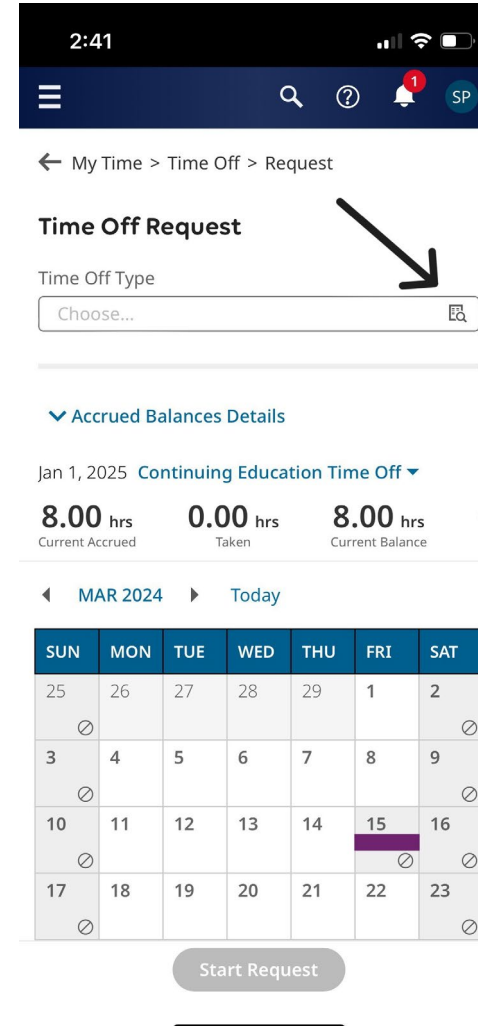 2:41
1
SP
My Time > Time Off > Request
Time Off Request
Time Off Type
Choose...
Accrued Balances Details
Jan 1, 2025 Continuing Education Time Off
8.00 hrs 0.00 hrs 8.00 hrs
Current Accrued Taken Current Balance
MAR 2024 Today
SUN MON TUE WED THU FRI SAT
25 26 27 28 29 1 2
3 4 5 6 7 8 9
10 11 12 13 14 15 16
17 18 19 20 21 22 23
Start Request